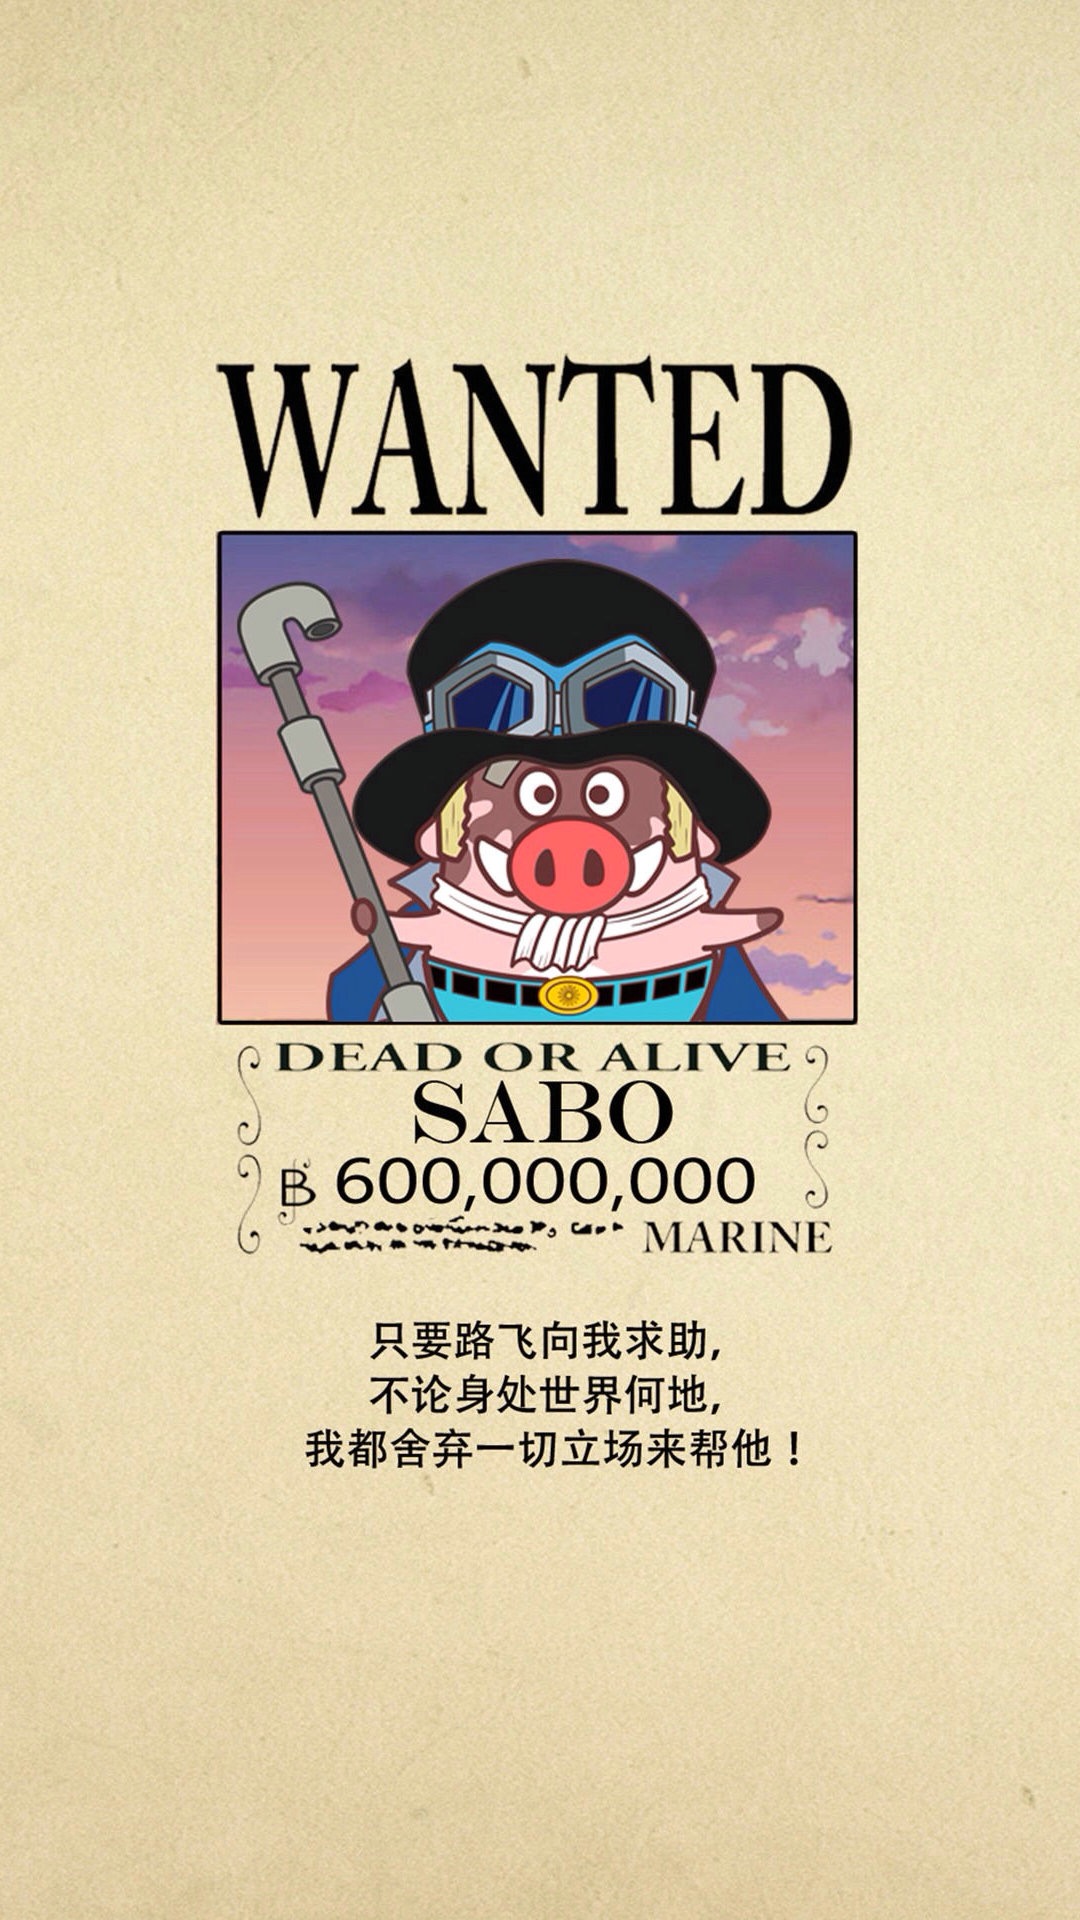 WANTED
DEAD OR ALIVE
SABO
฿ 600,000,000
MARINE
只要路飞向我求助,
不论身处世界何地,
我都舍弃一切立场来帮他！